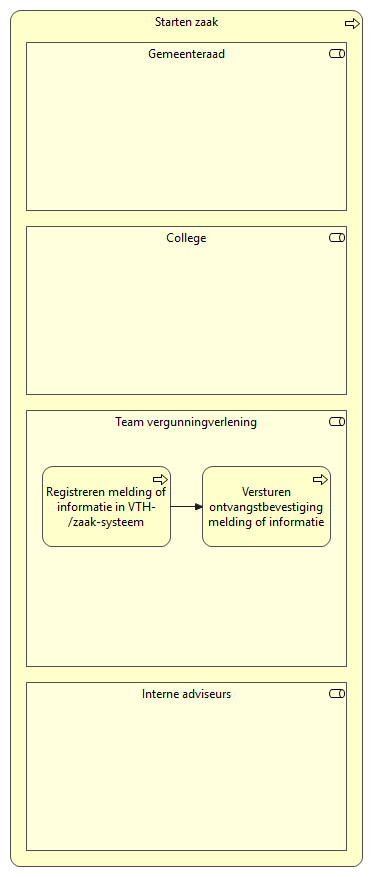 Starten zaak
Gemeenteraad
College
Team vergunningverlening
Registreren melding of
informatie in VTH-
/zaak-systeem
Versturen
ontvangstbevestiging
melding of informatie
Interne adviseurs